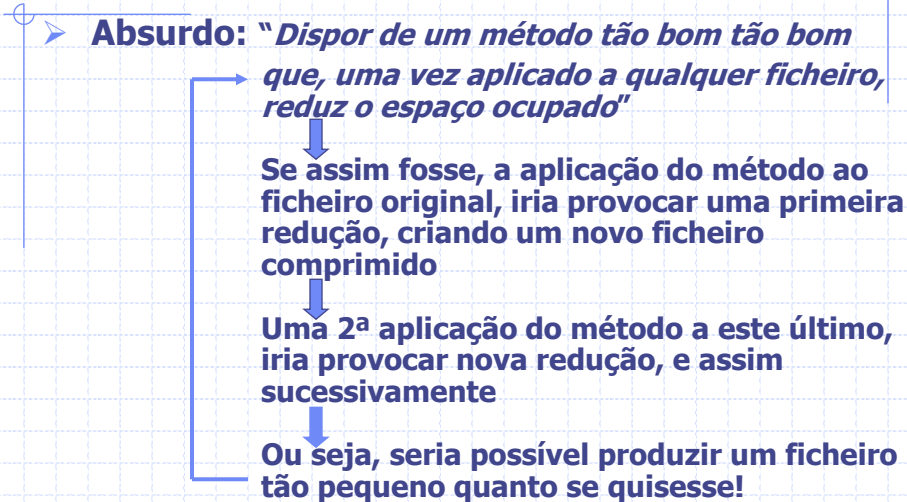 Absurdo: “Dispor de um método tão bom tão bom
que, uma vez aplicado a qualquer ficheiro,
reduz o espaço ocupado”
Se assim fosse, a aplicação do método ao
ficheiro original, iria provocar uma primeira
redução, criando um novo ficheiro
comprimido
Uma 2ª aplicação do método a este último,
iria provocar nova redução, e assim
sucessivamente
Ou seja, seria possível produzir um ficheiro
tão pequeno quanto se quisesse!